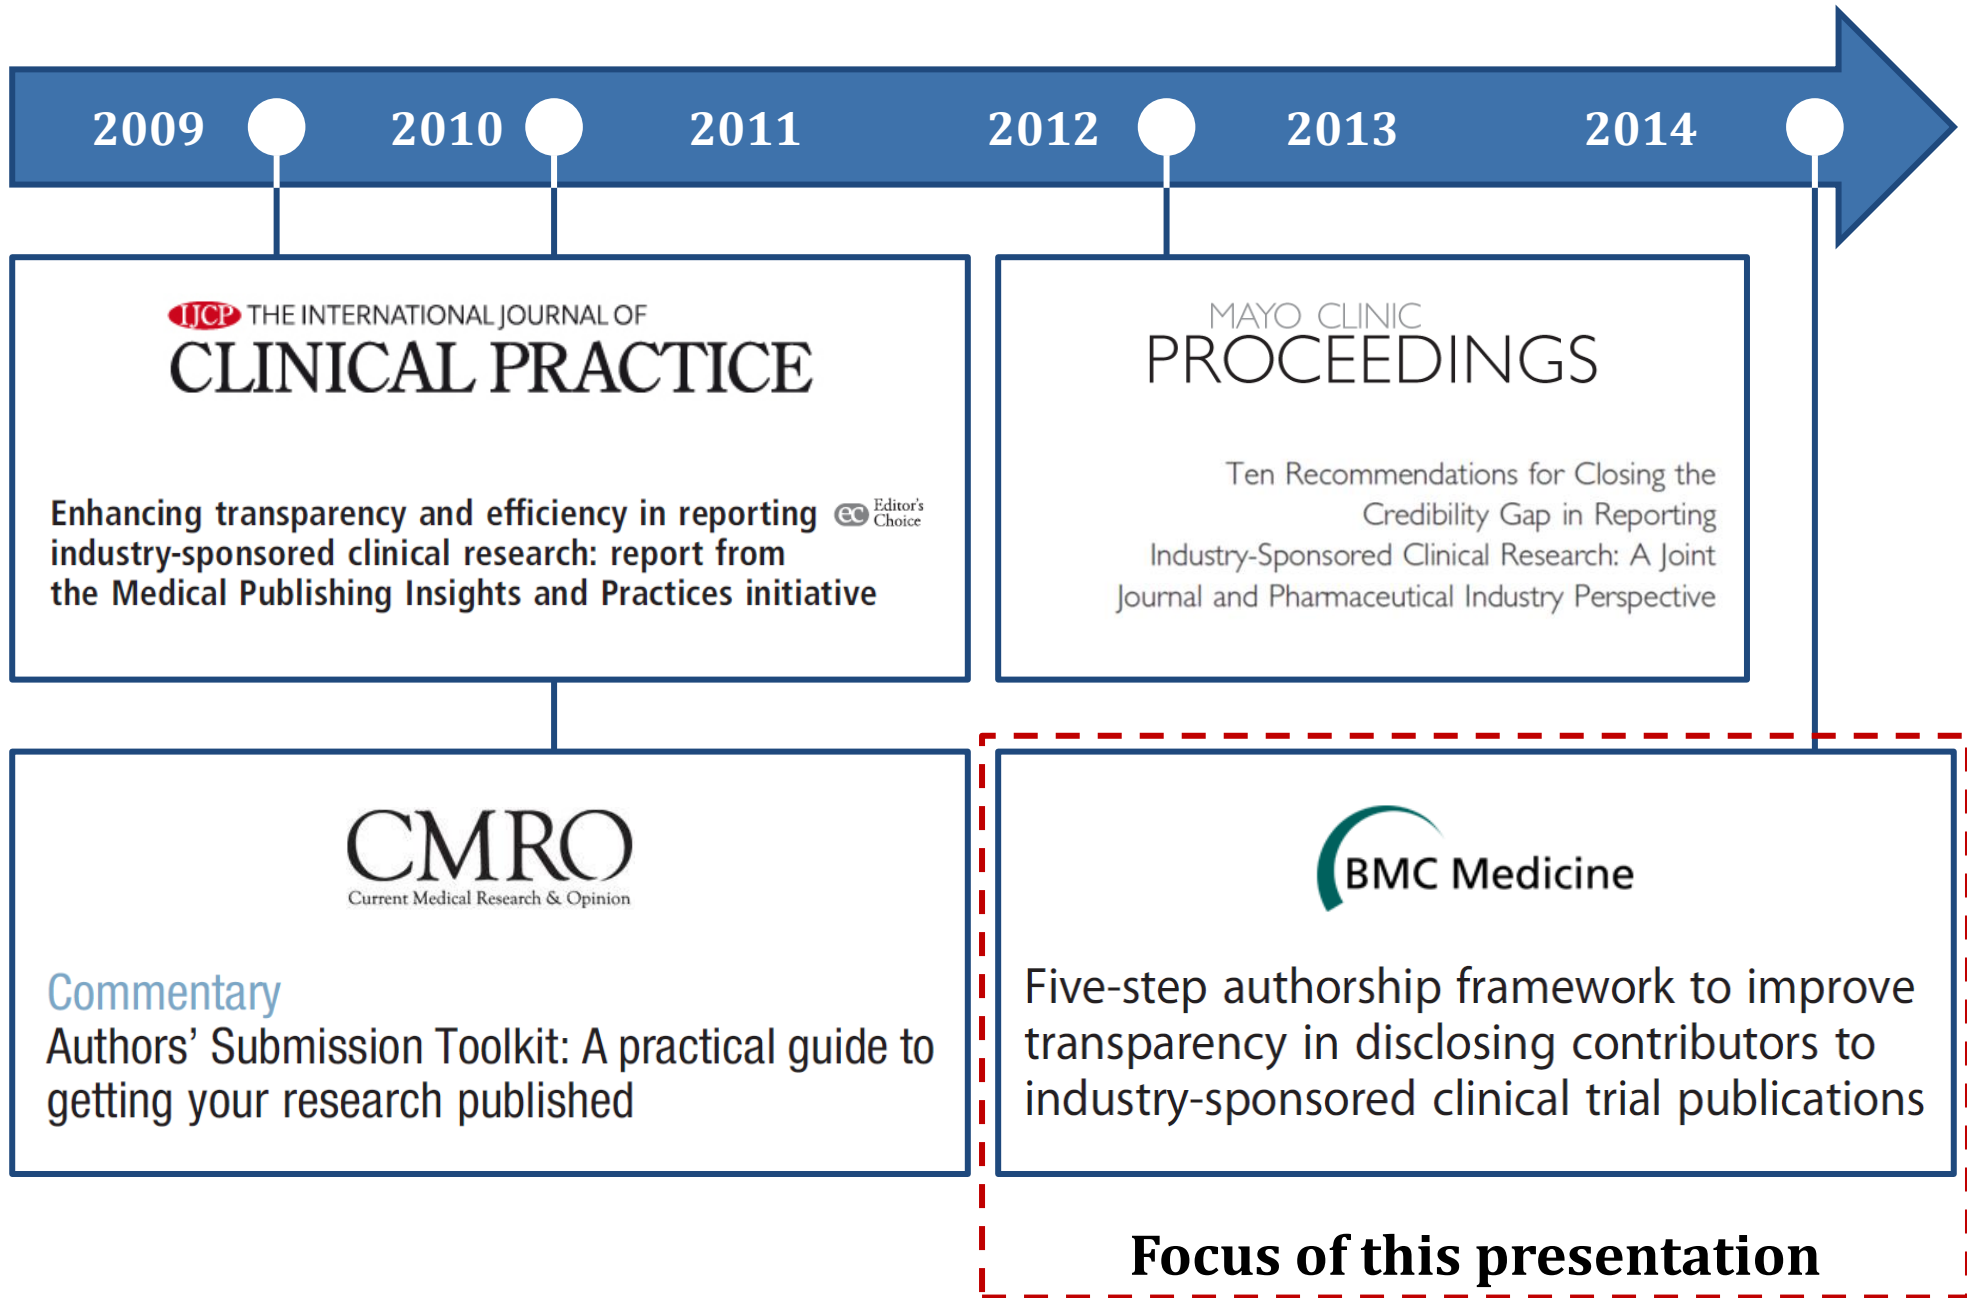 2009 2010 2011 2012 2013 2014
IJCP THE INTERNATIONAL JOURNAL OF
CLINICAL PRACTICE
Enhancing transparency and efficiency in reporting ec Editor's Choice
industry-sponsored clinical research: report from
the Medical Publishing Insights and Practices initiative
MAYO CLINIC
PROCEEDINGS
Ten Recommendations for Closing the
Credibility Gap in Reporting
Industry-Sponsored Clinical Research: A Joint
Journal and Pharmaceutical Industry Perspective
CMRO
Current Medical Research & Opinion
Commentary
Authors’ Submission Toolkit: A practical guide to
getting your research published
BMC Medicine
Five-step authorship framework to improve
transparency in disclosing contributors to
industry-sponsored clinical trial publications
Focus of this presentation